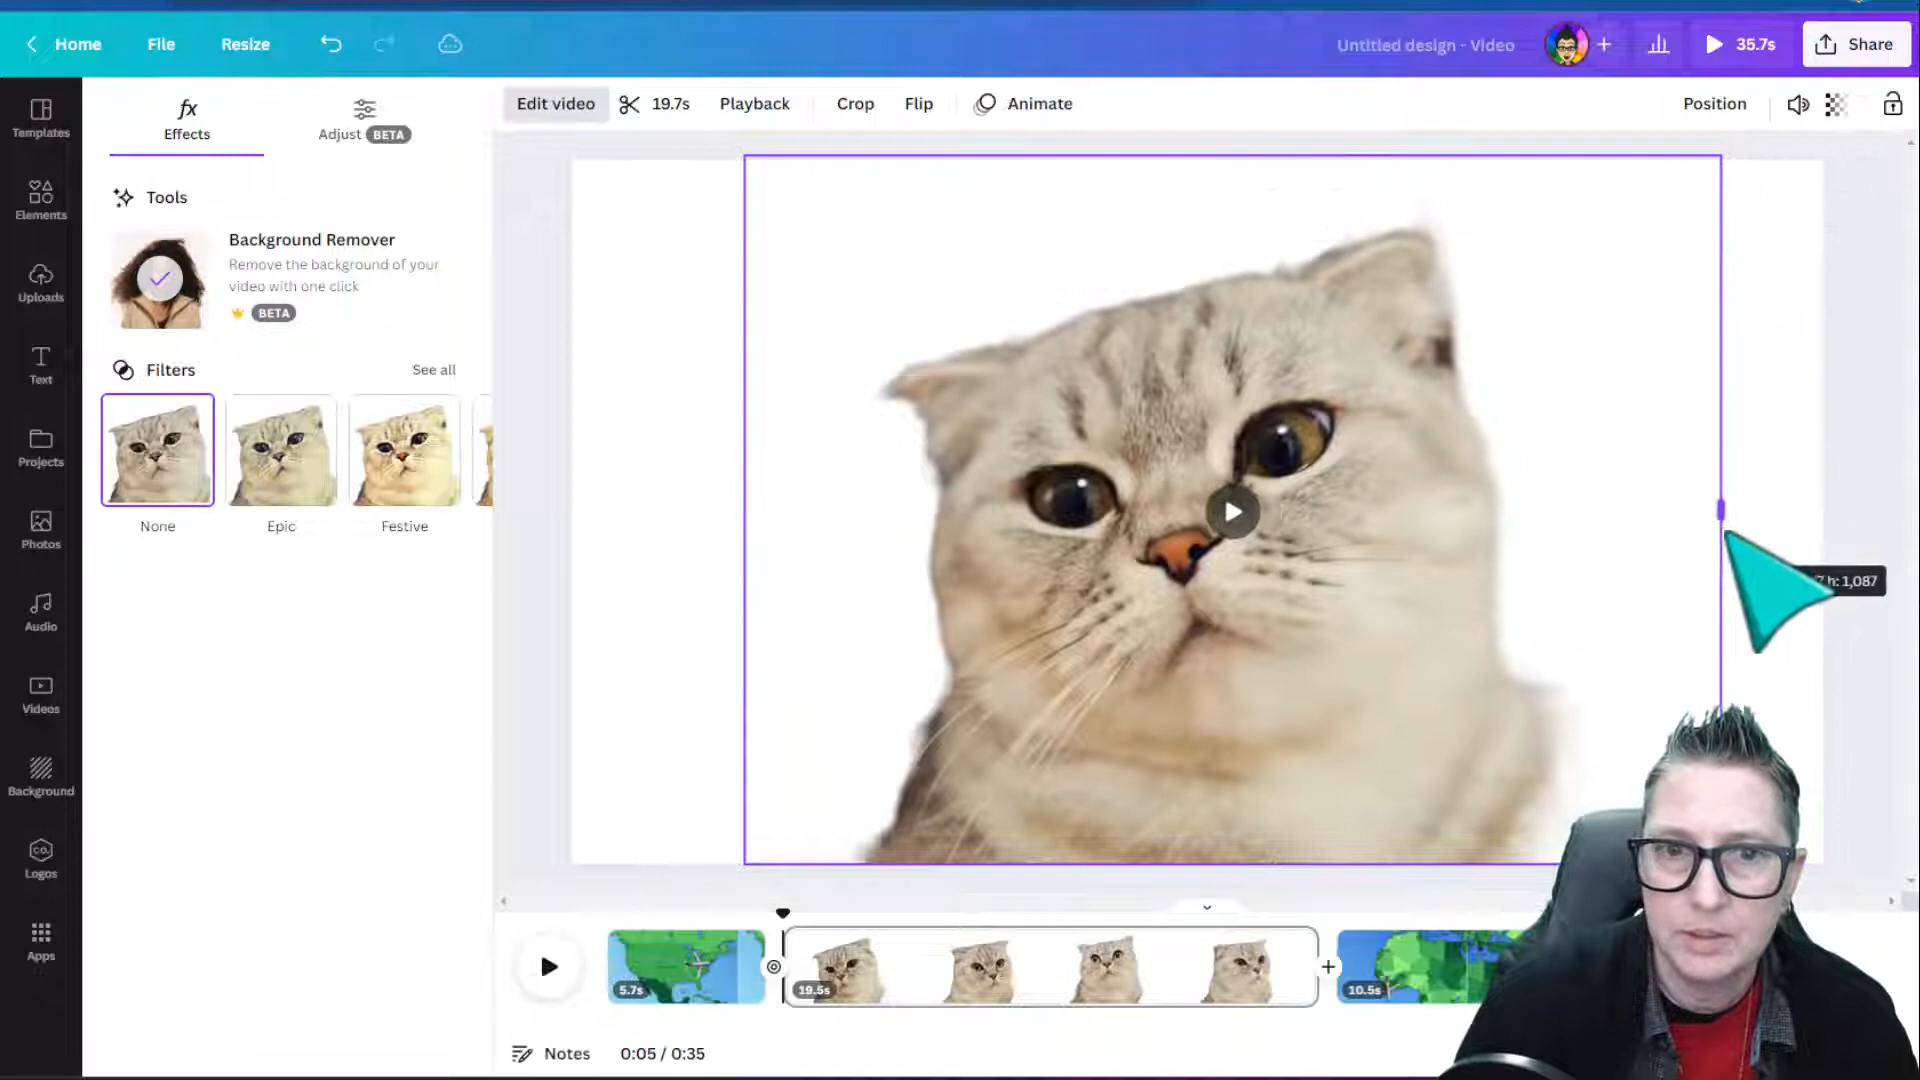 Home File Resize Untitled design - Video + 35.7s Share
Effects
Adjust BETA
Edit video 19.7s Playback Crop Flip Animate Position
Templates
Elements
Uploads
Text
Projects
Photos
Audio
Videos
Background
CO.
Logos
Apps
Tools
Background Remover
Remove the background of your
video with one click
BETA
Filters See all
None Epic Festive
h: 1,087
5.7s 19.5s 10.5s
Notes 0:05 / 0:35